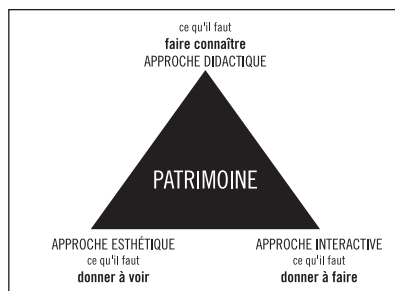 ce qu'il faut
faire connaître
APPROCHE DIDACTIQUE
PATRIMOINE
APPROCHE ESTHÉTIQUE
ce qu'il faut
donner à voir
APPROCHE INTERACTIVE
ce qu'il faut
donner à faire